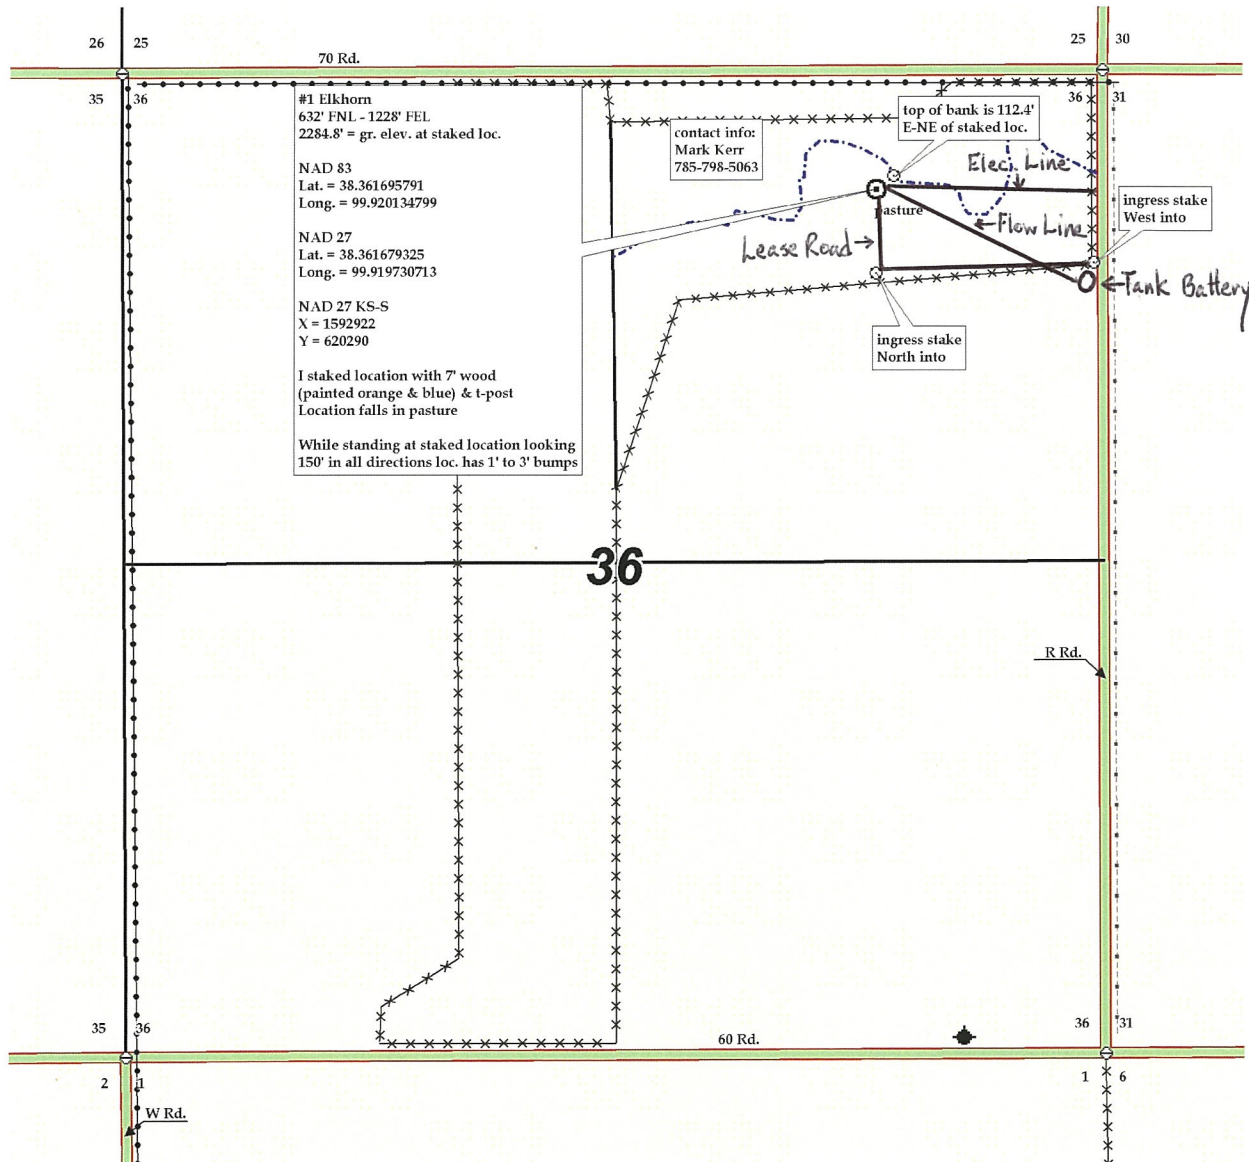 26 25
25 30
70 Rd.
35 36
36 31
#1 Elkhorn
632' FNL - 1228' FEL
2284.8' = gr. elev. at staked loc.
NAD 83
Lat. = 38.361695791
Long. = 99.920134799
NAD 27
Lat. = 38.361679325
Long. = 99.919730713
NAD 27 KS-S
X = 1592922
Y = 620290
I staked location with 7' wood
(painted orange & blue) & t-post
Location falls in pasture
While standing at staked location looking
150' in all directions loc. has 1' to 3' bumps
contact info:
Mark Kerr
785-798-5063
top of bank is 112.4'
E-NE of staked loc.
Elec. Line
pasture
ingress stake
West into
Flow Line
Lease Road
Tank Battery
ingress stake
North into
36
R Rd.
35 36
36 31
60 Rd.
2 1
1 6
W Rd.